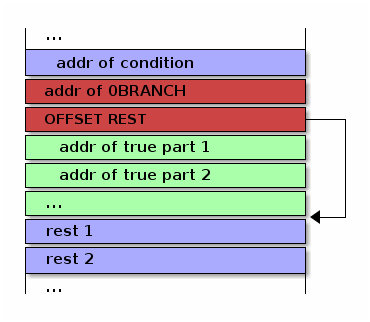 ...
addr of condition
addr of 0BRANCH
OFFSET REST
addr of true part 1
addr of true part 2
...
rest 1
rest 2
...